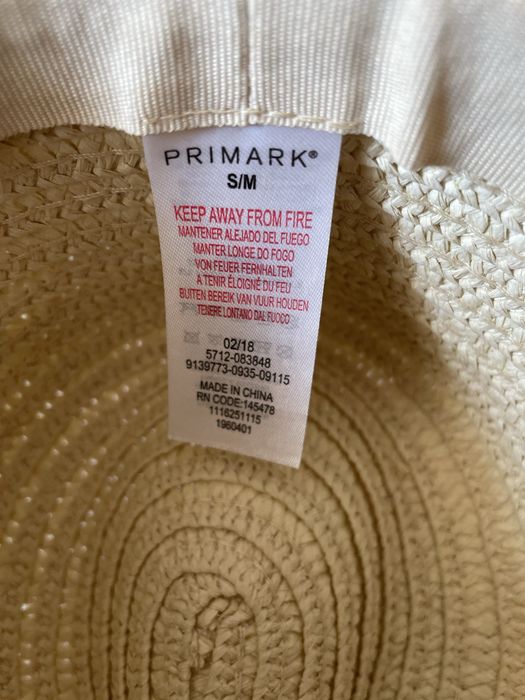 PRIMARK®
S/M
KEEP AWAY FROM FIRE
MANTENER ALEJADO DEL FUEGO
MANTER LONGE DO FOGO
VON FEUER FERNHALTEN
A TENIR ÉLOIGNÉ DU FEU
BUITEN BEREIK VAN VUUR HOUDEN
TENERE LONTANO DAL FUOCO
02/18
5712-083848
9139773-0935-09115
MADE IN CHINA
RN CODE:145478
1116251115
1960401